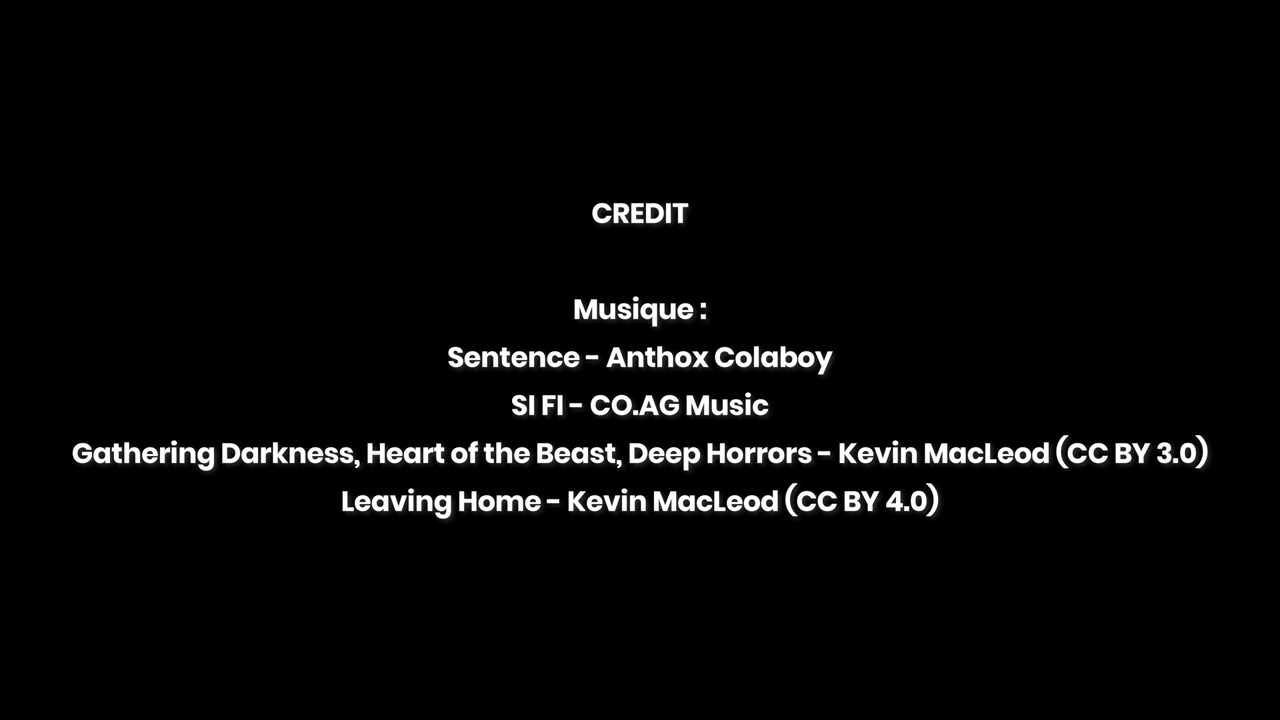 CREDIT
Musique :
Sentence - Anthox Colaboy
SI FI - CO.AG Music
Gathering Darkness, Heart of the Beast, Deep Horrors - Kevin MacLeod (CC BY 3.0)
Leaving Home - Kevin MacLeod (CC BY 4.0)